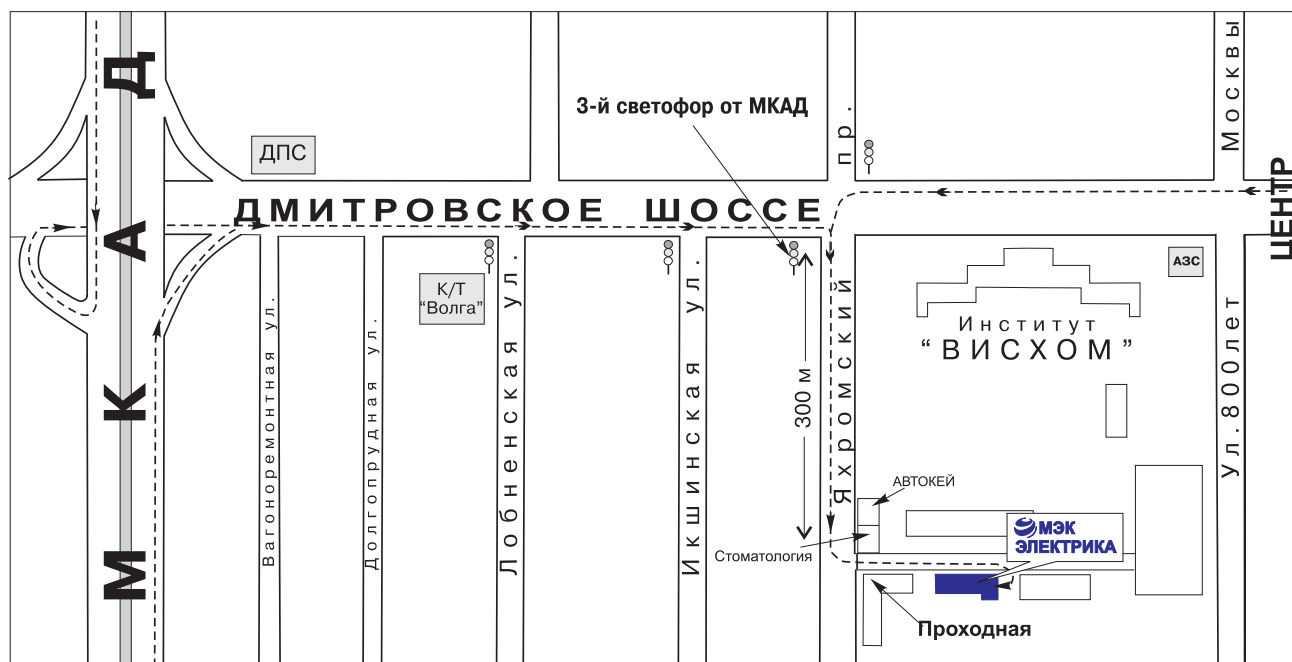 МКАД
3-й светофор от МКАД
ДПС
ДМИТРОВСКОЕ ШОССЕ
ЦЕНТР
К/Т
“Волга”
Вагоноремонтная ул.
Долгопрудная ул.
Лобненская ул.
Икшинская ул.
300 м
Яхромский пр.
Ул.800лет Москвы
АЗС
Институт
“ВИСХОМ”
АВТОКЕЙ
Стоматология
МЭК
ЭЛЕКТРИКА
Проходная